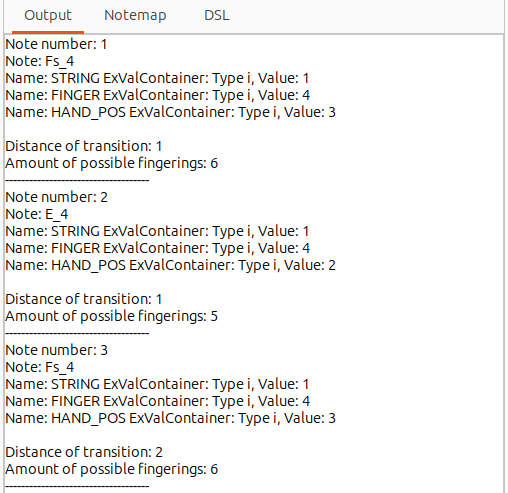 Output Notemap DSL
Note number: 1
Note: Fs_4
Name: STRING ExValContainer: Type i, Value: 1
Name: FINGER ExValContainer: Type i, Value: 4
Name: HAND_POS ExValContainer: Type i, Value: 3
Distance of transition: 1
Amount of possible fingerings: 6
------------------------------------
Note number: 2
Note: E_4
Name: STRING ExValContainer: Type i, Value: 1
Name: FINGER ExValContainer: Type i, Value: 4
Name: HAND_POS ExValContainer: Type i, Value: 2
Distance of transition: 1
Amount of possible fingerings: 5
------------------------------------
Note number: 3
Note: Fs_4
Name: STRING ExValContainer: Type i, Value: 1
Name: FINGER ExValContainer: Type i, Value: 4
Name: HAND_POS ExValContainer: Type i, Value: 3
Distance of transition: 2
Amount of possible fingerings: 6
------------------------------------